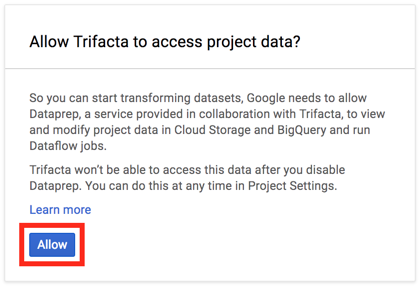 Allow Trifacta to access project data?
So you can start transforming datasets, Google needs to allow
Dataprep, a service provided in collaboration with Trifacta, to view
and modify project data in Cloud Storage and BigQuery and run
Dataflow jobs.
Trifacta won’t be able to access this data after you disable
Dataprep. You can do this at any time in Project Settings.
Learn more
Allow